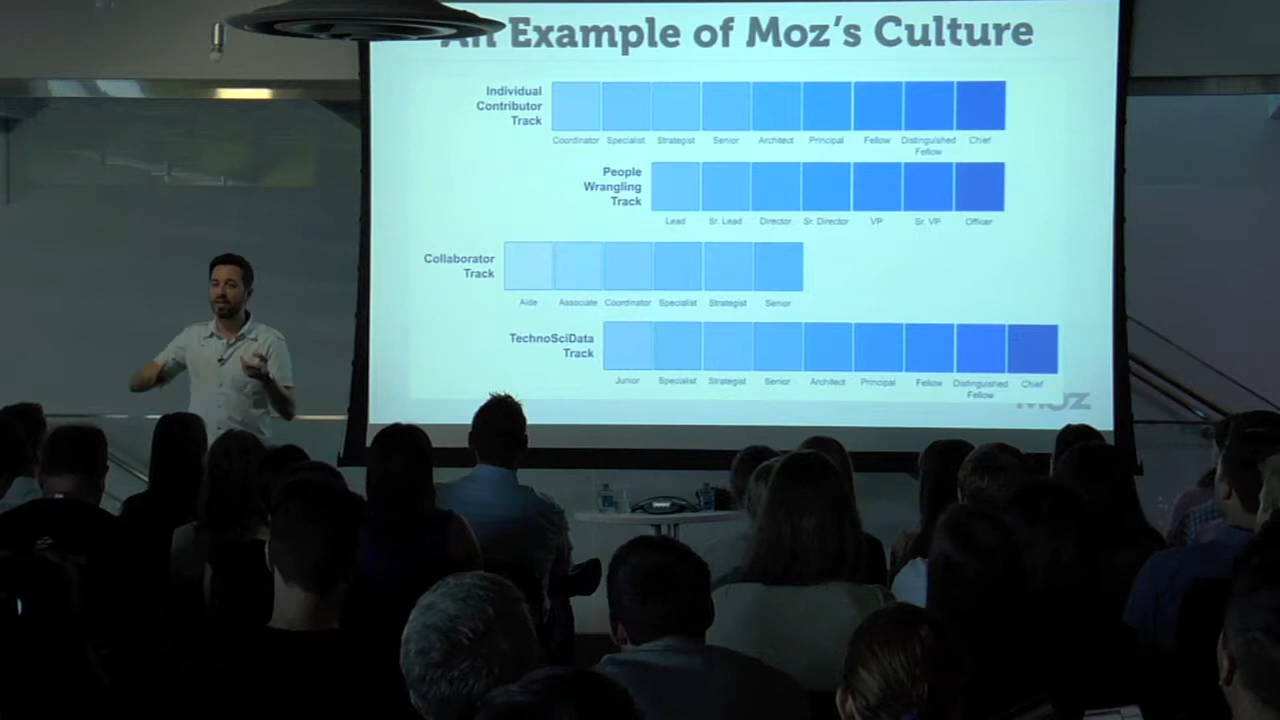 An Example of Moz's Culture
Individual
Contributor
Track
Coordinator Specialist Strategist Senior Architect Principal Fellow Distinguished Chief
Fellow
People
Wrangling
Track
Lead Sr. Lead Director Sr. Director VP Sr. VP Officer
Collaborator
Track
Aide Associate Coordinator Specialist Strategist Senior
TechnoSciData
Track
Junior Specialist Strategist Senior Architect Principal Fellow Distinguished Chief
Fellow
MOZ